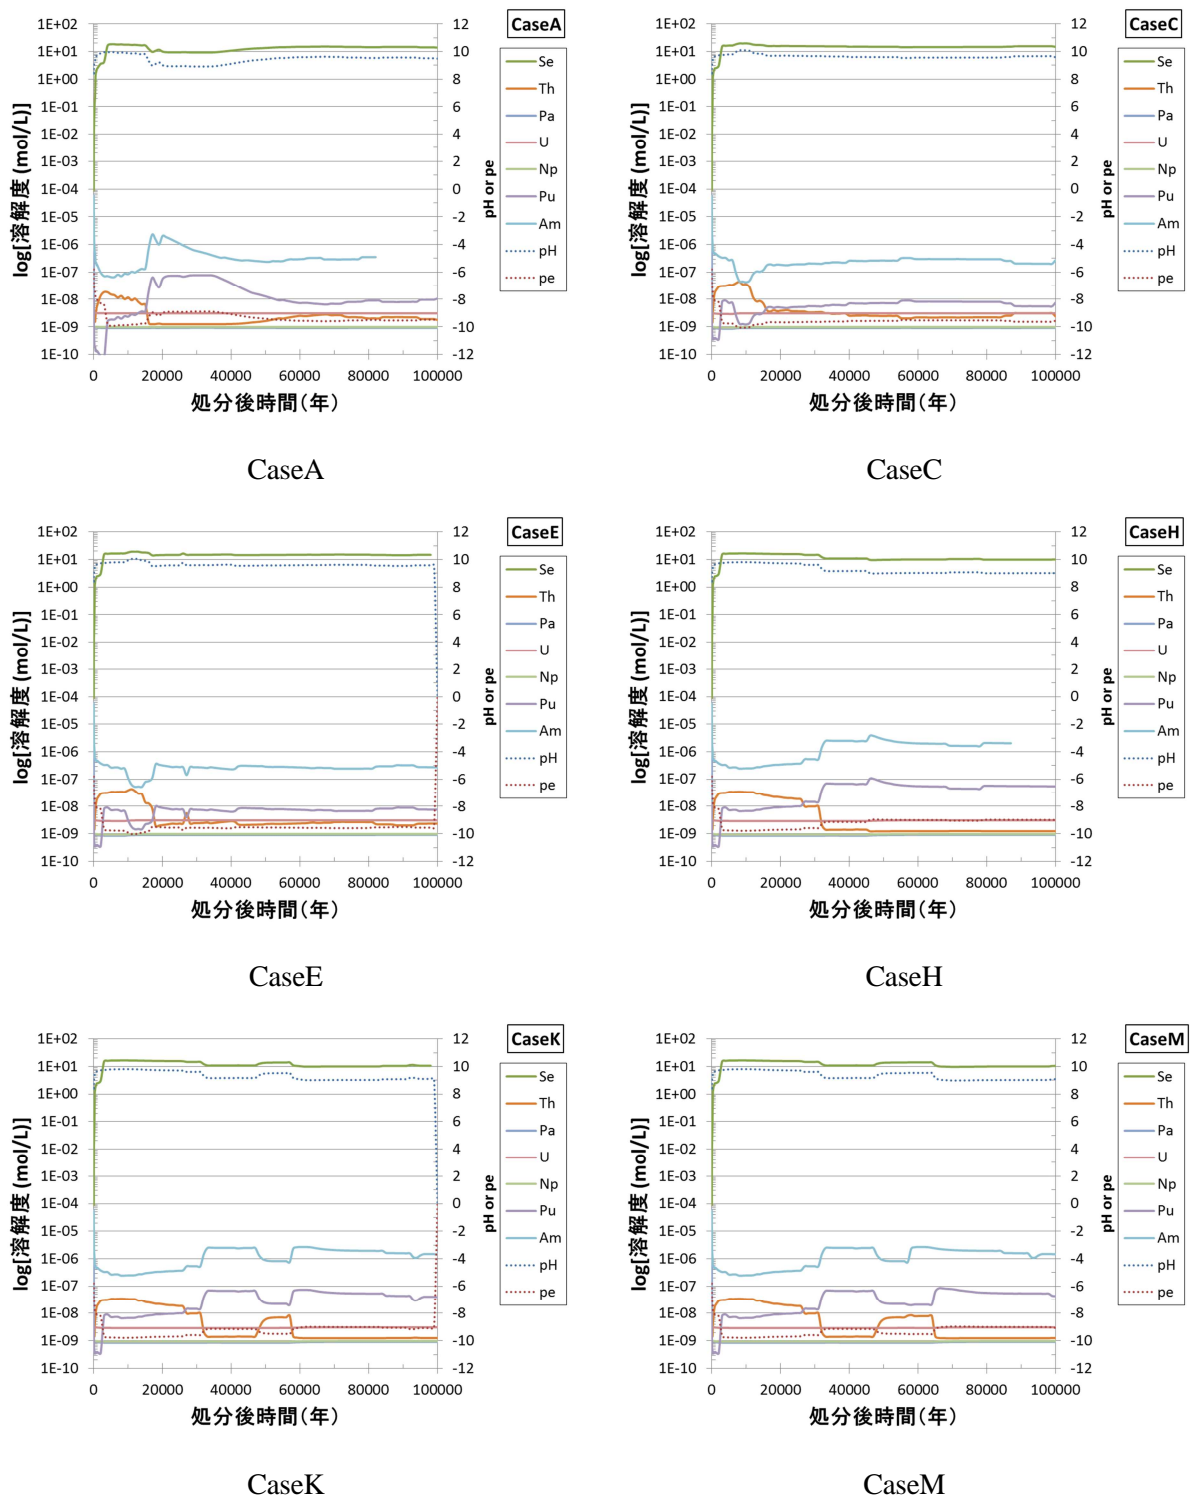 CaseA
1E+02
1E+01
1E+00
1E-01
1E-02
1E-03
1E-04
1E-05
1E-06
1E-07
1E-08
1E-09
1E-10
log[溶解度 (mol/L)]
12
10
8
6
4
2
0
-2
-4
-6
-8
-10
-12
pH or pe
0 20000 40000 60000 80000 100000
処分後時間（年）
Se
Th
Pa
U
Np
Pu
Am
pH
pe
CaseA
CaseC
1E+02
1E+01
1E+00
1E-01
1E-02
1E-03
1E-04
1E-05
1E-06
1E-07
1E-08
1E-09
1E-10
log[溶解度 (mol/L)]
12
10
8
6
4
2
0
-2
-4
-6
-8
-10
-12
pH or pe
0 20000 40000 60000 80000 100000
処分後時間（年）
Se
Th
Pa
U
Np
Pu
Am
pH
pe
CaseC
CaseE
1E+02
1E+01
1E+00
1E-01
1E-02
1E-03
1E-04
1E-05
1E-06
1E-07
1E-08
1E-09
1E-10
log[溶解度 (mol/L)]
12
10
8
6
4
2
0
-2
-4
-6
-8
-10
-12
pH or pe
0 20000 40000 60000 80000 100000
処分後時間（年）
Se
Th
Pa
U
Np
Pu
Am
pH
pe
CaseE
CaseH
1E+02
1E+01
1E+00
1E-01
1E-02
1E-03
1E-04
1E-05
1E-06
1E-07
1E-08
1E-09
1E-10
log[溶解度 (mol/L)]
12
10
8
6
4
2
0
-2
-4
-6
-8
-10
-12
pH or pe
0 20000 40000 60000 80000 100000
処分後時間（年）
Se
Th
Pa
U
Np
Pu
Am
pH
pe
CaseH
CaseK
1E+02
1E+01
1E+00
1E-01
1E-02
1E-03
1E-04
1E-05
1E-06
1E-07
1E-08
1E-09
1E-10
log[溶解度 (mol/L)]
12
10
8
6
4
2
0
-2
-4
-6
-8
-10
-12
pH or pe
0 20000 40000 60000 80000 100000
処分後時間（年）
Se
Th
Pa
U
Np
Pu
Am
pH
pe
CaseK
CaseM
1E+02
1E+01
1E+00
1E-01
1E-02
1E-03
1E-04
1E-05
1E-06
1E-07
1E-08
1E-09
1E-10
log[溶解度 (mol/L)]
12
10
8
6
4
2
0
-2
-4
-6
-8
-10
-12
pH or pe
0 20000 40000 60000 80000 100000
処分後時間（年）
Se
Th
Pa
U
Np
Pu
Am
pH
pe
CaseM